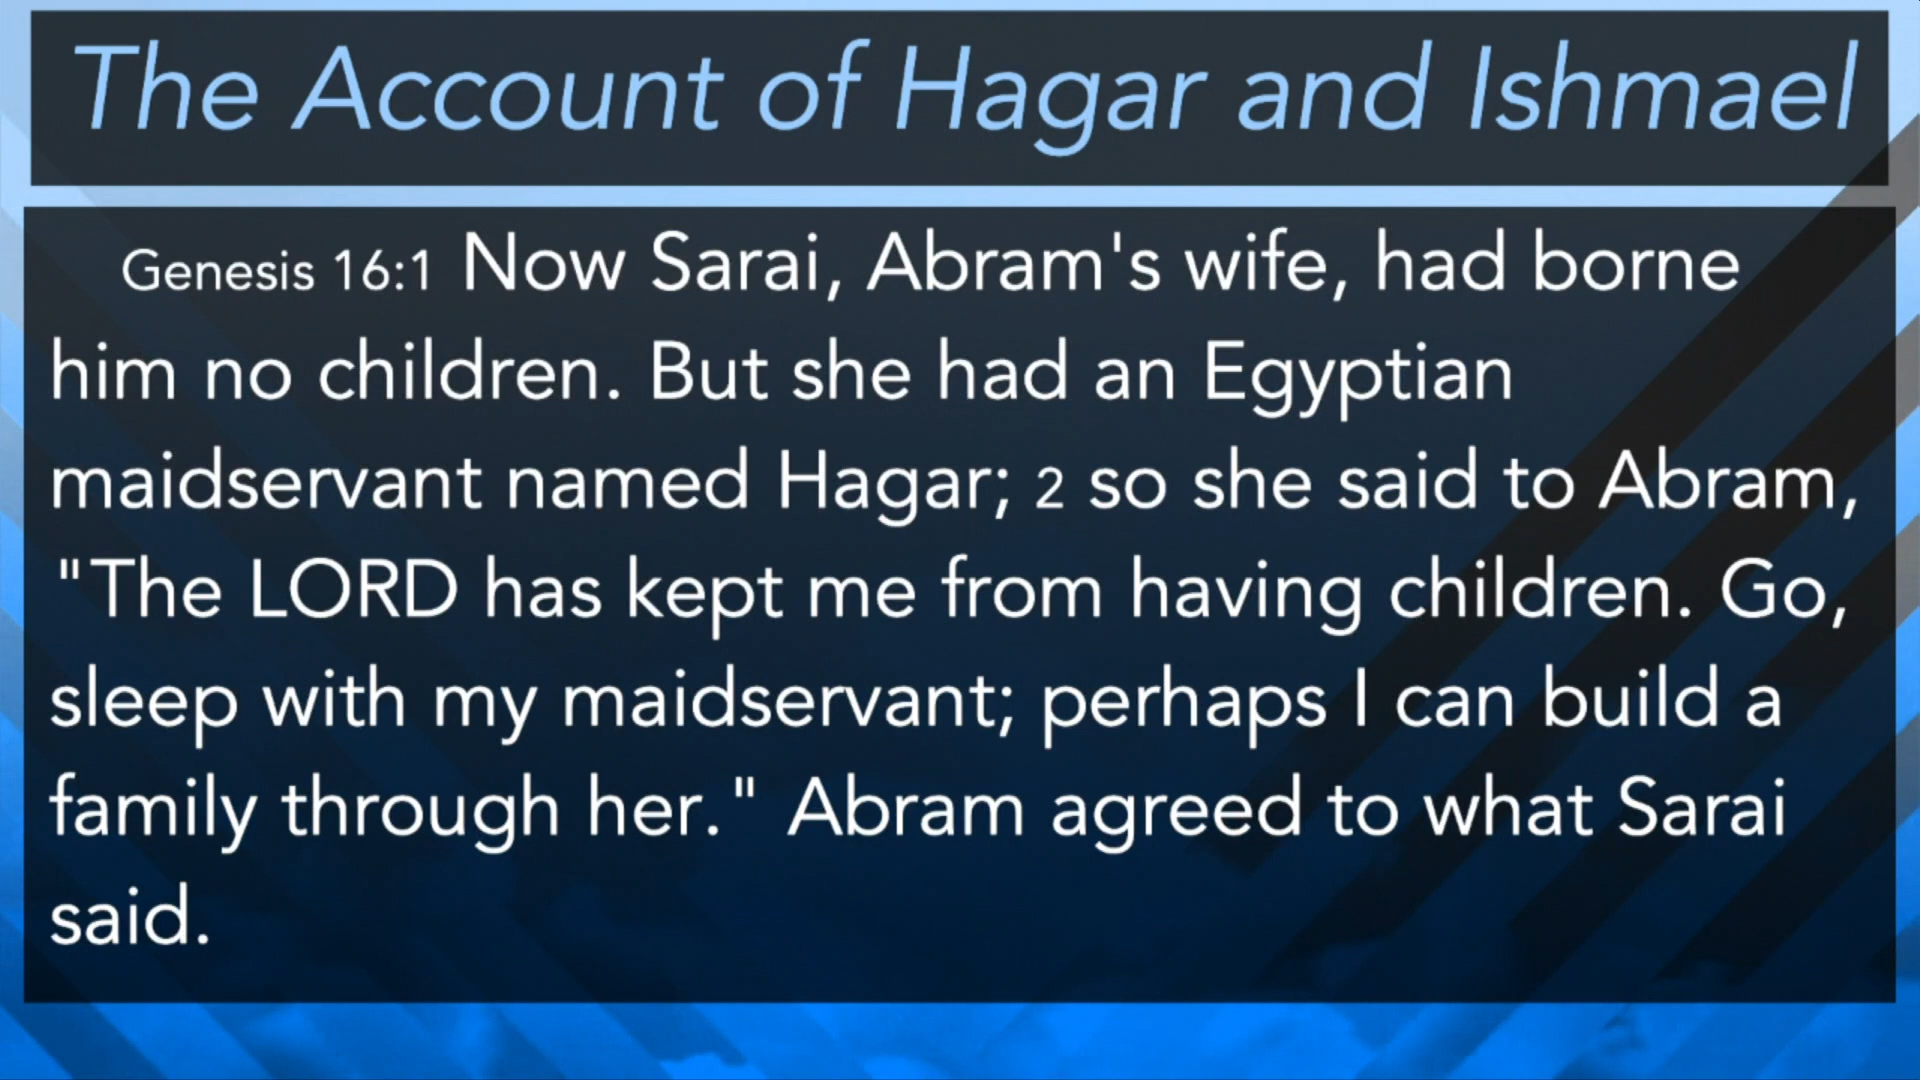 The Account of Hagar and Ishmael
Genesis 16:1 Now Sarai, Abram's wife, had borne
him no children. But she had an Egyptian
maidservant named Hagar; 2 so she said to Abram,
"The LORD has kept me from having children. Go,
sleep with my maidservant; perhaps I can build a
family through her." Abram agreed to what Sarai
said.